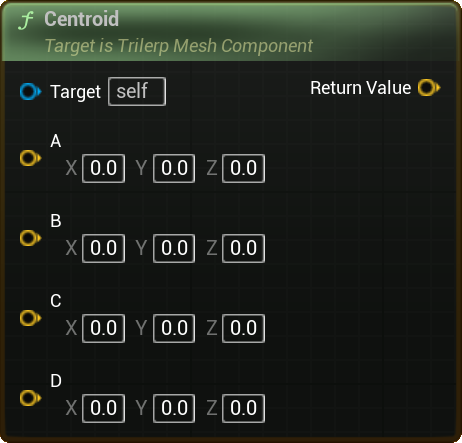 f Centroid
Target is Trilerp Mesh Component
Target self Return Value
A
X 0.0 Y 0.0 Z 0.0
B
X 0.0 Y 0.0 Z 0.0
C
X 0.0 Y 0.0 Z 0.0
D
X 0.0 Y 0.0 Z 0.0